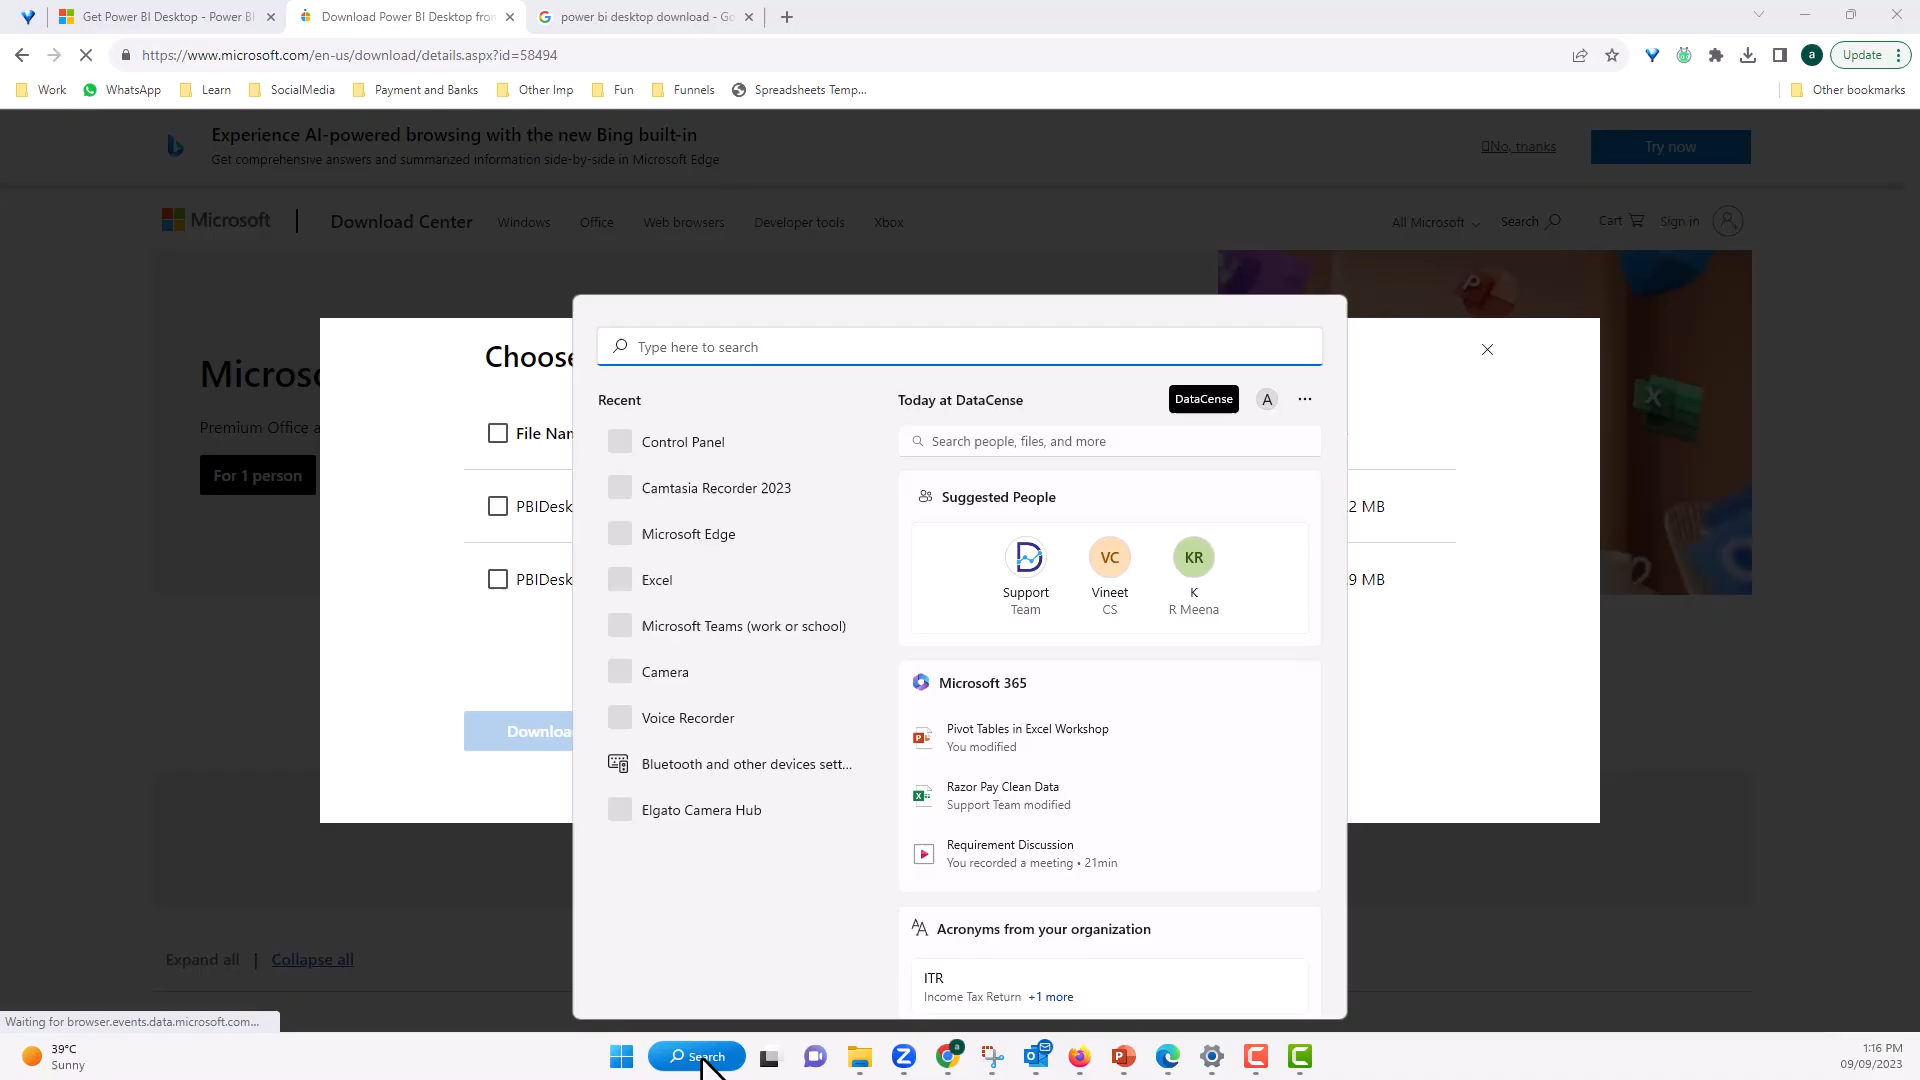 Get Power BI Desktop - Power BI
Download Power BI Desktop from
power bi desktop download - Go
https://www.microsoft.com/en-us/download/details.aspx?id=58494
a
Update
Work
WhatsApp
Learn
SocialMedia
Payment and Banks
Other Imp
Fun
Funnels
Spreadsheets Temp...
Other bookmarks
Experience AI-powered browsing with the new Bing built-in
Get comprehensive answers and summarized information side-by-side in Microsoft Edge
No, thanks
Try now
Microsoft
Download Center
Windows
Office
Web browsers
Developer tools
Xbox
All Microsoft
Search
Cart
Sign in
Type here to search
Choose
Micros
Recent
Today at DataCense
DataCense
A
Premium Office a
File Nan
Control Panel
Search people, files, and more
For 1 person
Camtasia Recorder 2023
Suggested People
PBIDesk
.2 MB
Microsoft Edge
VC
KR
PBIDesk
9 MB
Excel
Support
Team
Vineet
CS
K
R Meena
Microsoft Teams (work or school)
Camera
Microsoft 365
Voice Recorder
Pivot Tables in Excel Workshop
You modified
Downloa
Bluetooth and other devices sett...
Razor Pay Clean Data
Support Team modified
Elgato Camera Hub
Requirement Discussion
You recorded a meeting • 21min
Acronyms from your organization
ITR
Income Tax Return +1 more
Expand all | Collapse all
Waiting for browser.events.data.microsoft.com...
39°C
Sunny
Search
1:16 PM
09/09/2023